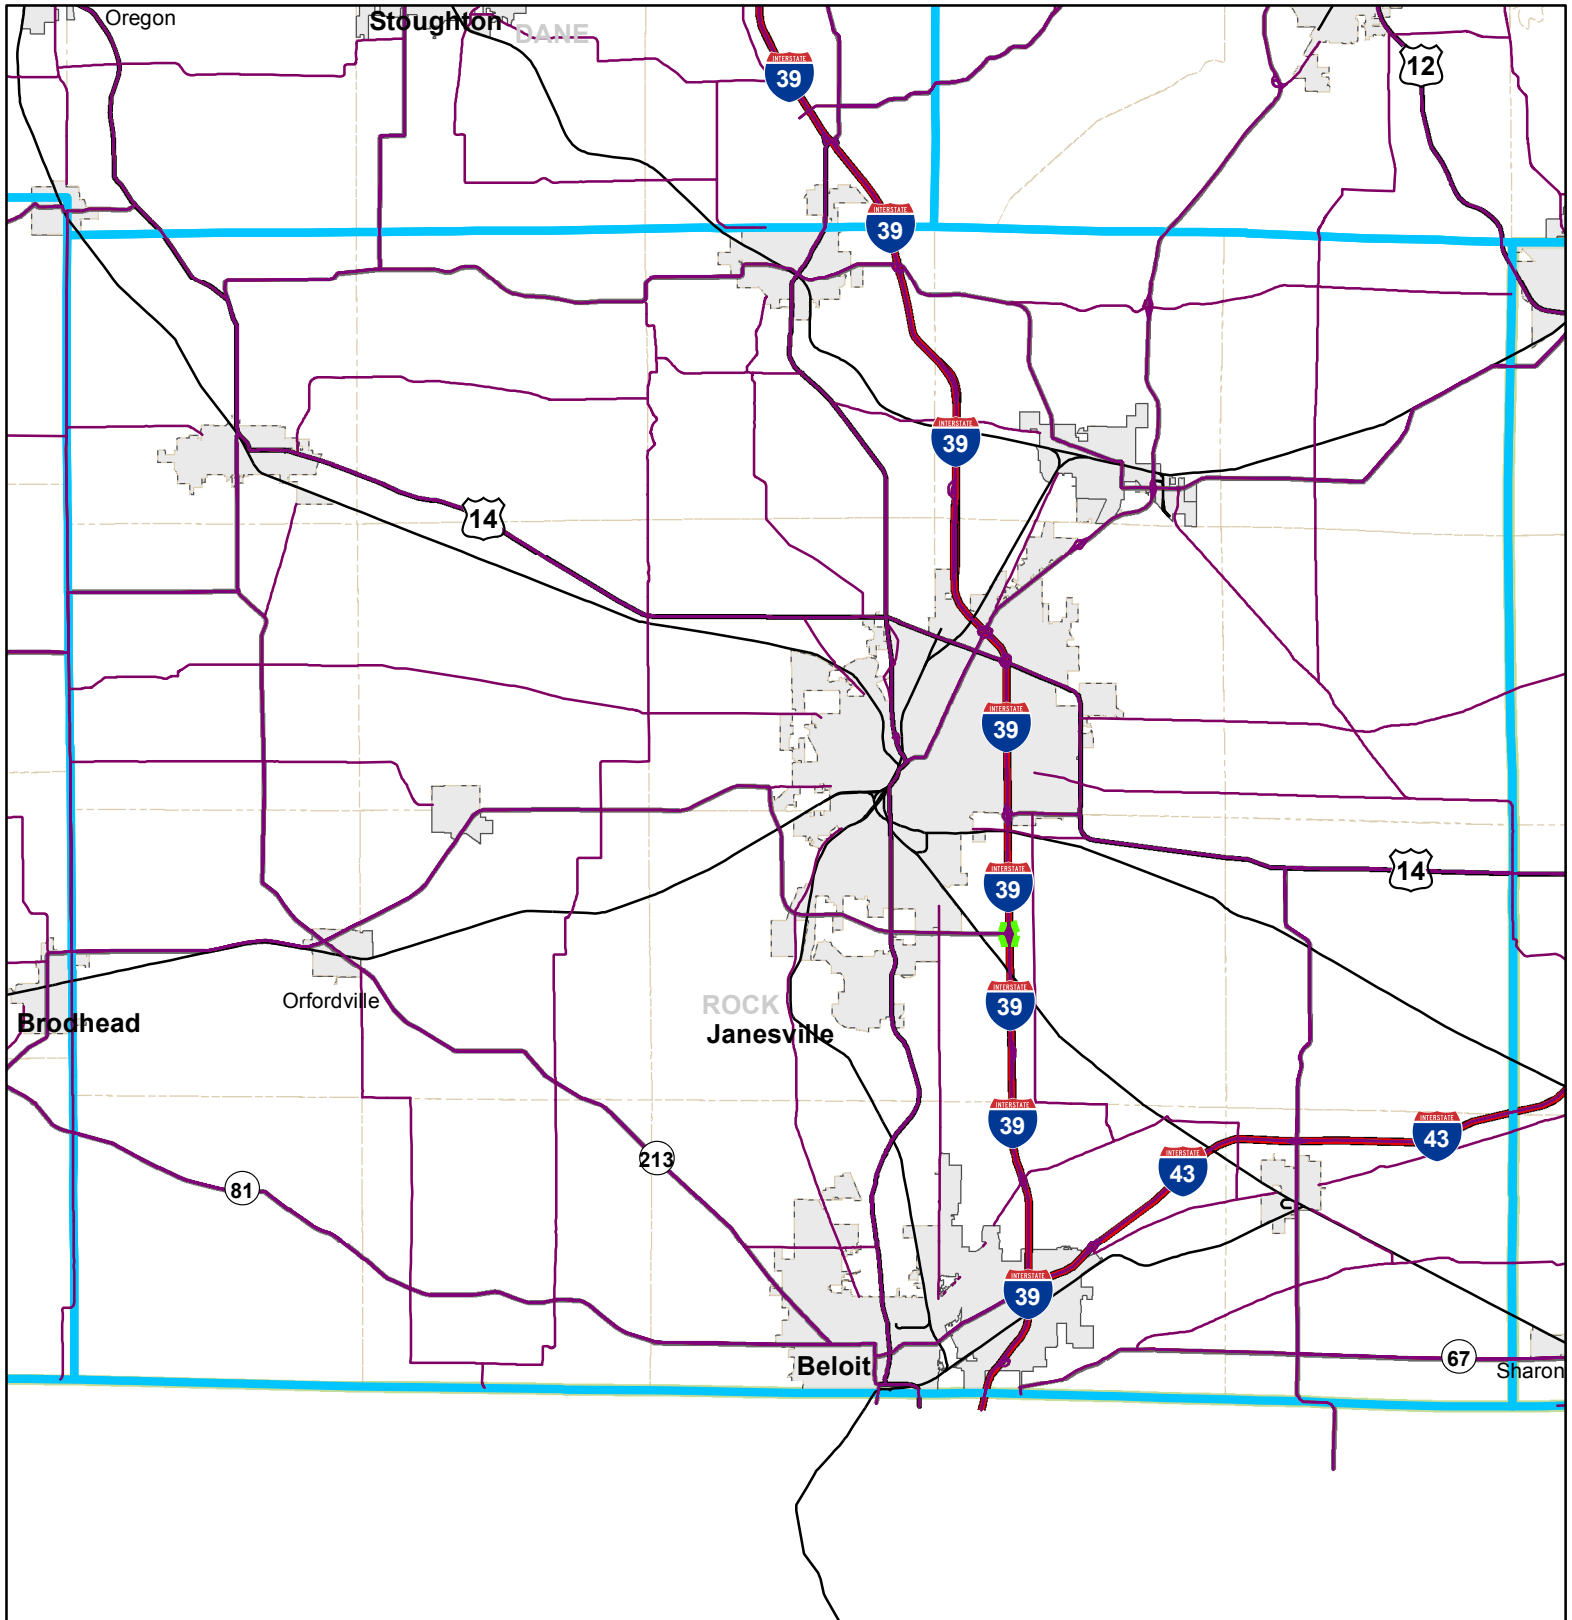 Oregon
Stoughton
DANE
INTERSTATE
39
12
INTERSTATE
39
INTERSTATE
39
14
INTERSTATE
39
INTERSTATE
39
14
INTERSTATE
39
Orfordville
ROCK
Brodhead
Janesville
INTERSTATE
39
INTERSTATE
43
213
INTERSTATE
43
81
INTERSTATE
39
Beloit
67
Sharon